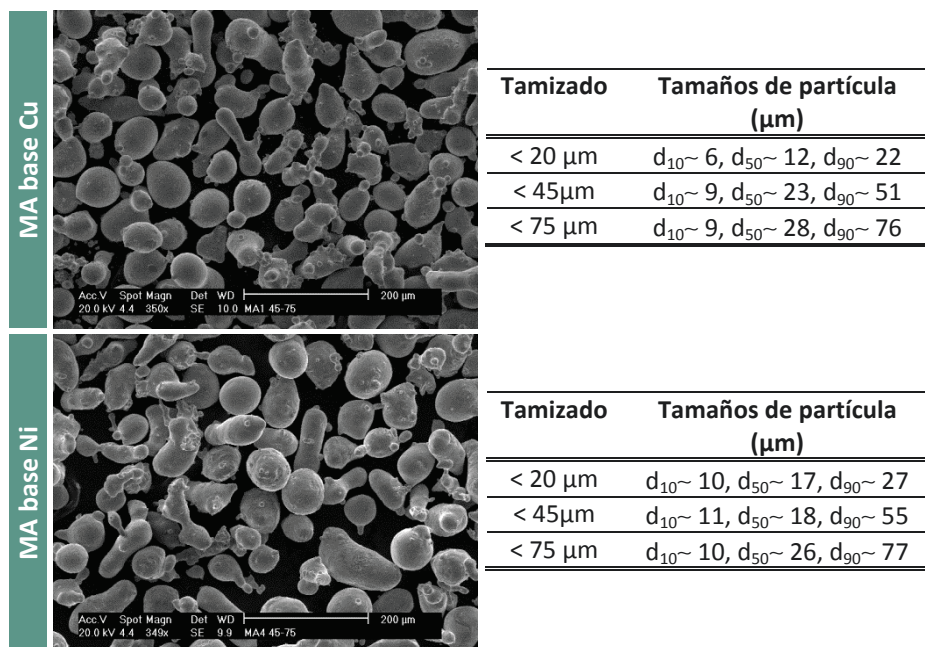 MA base Cu
Acc.V Spot Magn Det WD 200 µm
20.0 kV 4.4 350x SE 10.0 MA1 45-75
Tamizado Tamaños de partícula
(µm)
< 20 µm d10~ 6, d50~ 12, d90~ 22
< 45µm d10~ 9, d50~ 23, d90~ 51
< 75 µm d10~ 9, d50~ 28, d90~ 76
MA base Ni
Acc.V Spot Magn Det WD 200 µm
20.0 kV 4.4 349x SE 9.9 MA4 45-75
Tamizado Tamaños de partícula
(µm)
< 20 µm d10~ 10, d50~ 17, d90~ 27
< 45µm d10~ 11, d50~ 18, d90~ 55
< 75 µm d10~ 10, d50~ 26, d90~ 77